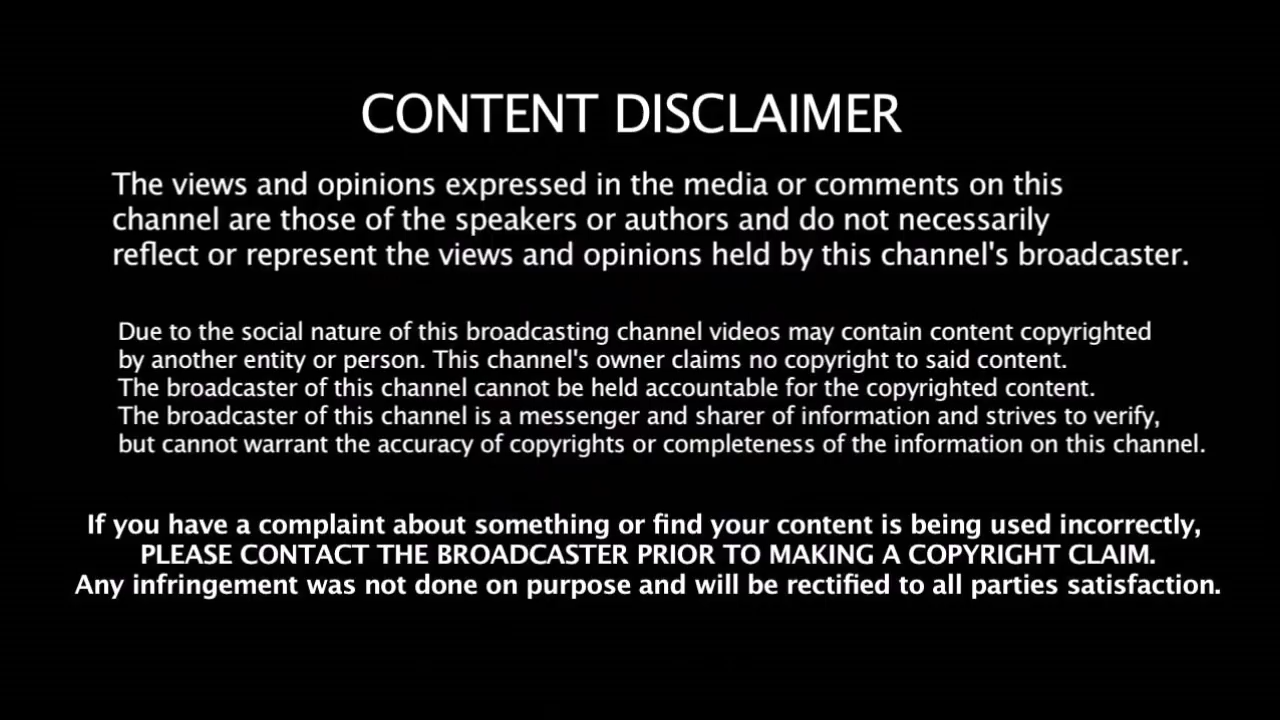 CONTENT DISCLAIMER
The views and opinions expressed in the media or comments on this
channel are those of the speakers or authors and do not necessarily
reflect or represent the views and opinions held by this channel's broadcaster.
Due to the social nature of this broadcasting channel videos may contain content copyrighted
by another entity or person. This channel's owner claims no copyright to said content.
The broadcaster of this channel cannot be held accountable for the copyrighted content.
The broadcaster of this channel is a messenger and sharer of information and strives to verify,
but cannot warrant the accuracy of copyrights or completeness of the information on this channel.
If you have a complaint about something or find your content is being used incorrectly,
PLEASE CONTACT THE BROADCASTER PRIOR TO MAKING A COPYRIGHT CLAIM.
Any infringement was not done on purpose and will be rectified to all parties satisfaction.